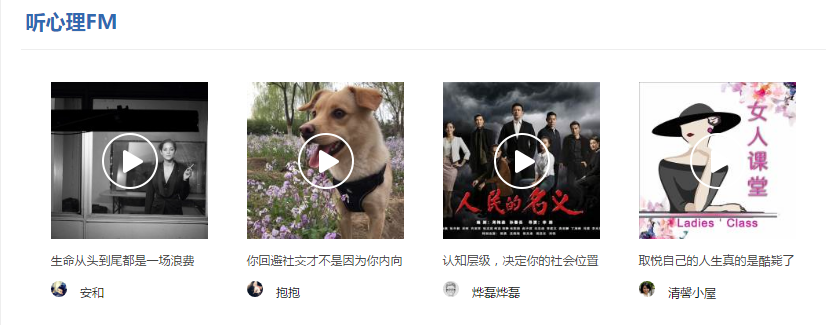 听心理FM
人民的名义
女人课堂
Ladies' Class
生命从头到尾都是一场浪费
你回避社交才不是因为你内向
认知层级，决定你的社会位置
取悦自己的人生真的是酷毙了
安和
抱抱
烨磊烨磊
清馨小屋